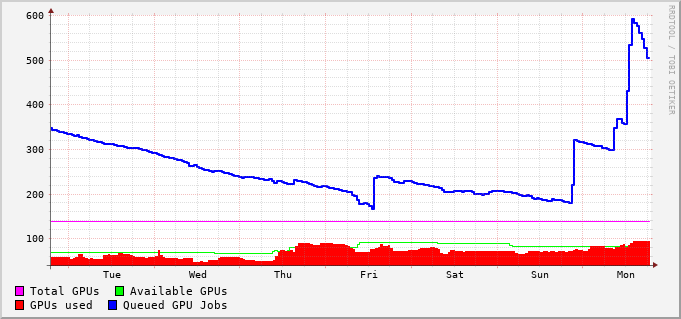 600
500
400
300
200
100
Tue Wed Thu Fri Sat Sun Mon
Total GPUs Available GPUs
GPUs used Queued GPU Jobs
RRDTOOL / TOBI OETIKER